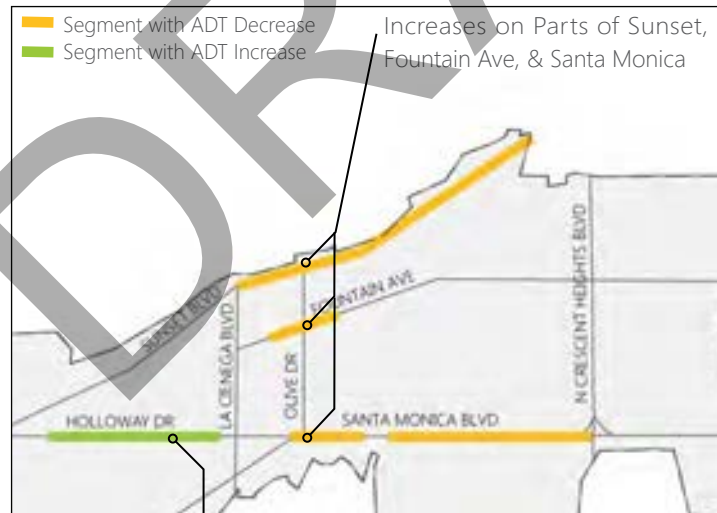 Segment with ADT Decrease
Segment with ADT Increase
Increases on Parts of Sunset,
Fountain Ave, & Santa Monica
DRA
SUNSET BLVD
LA CIENEGA BLVD
OLIVE DR
FOUNTAIN AVE
N CRESCENT HEIGHTS BLVD
HOLLOWAY DR
SANTA MONICA BLVD